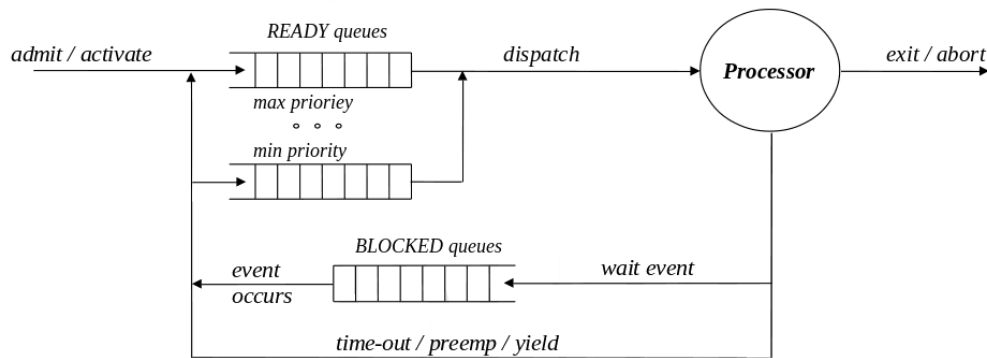 READY queues
admit / activate
dispatch
exit / abort
Processor
max prioriey
min priority
BLOCKED queues
event
occurs
wait event
time-out / preemp / yield